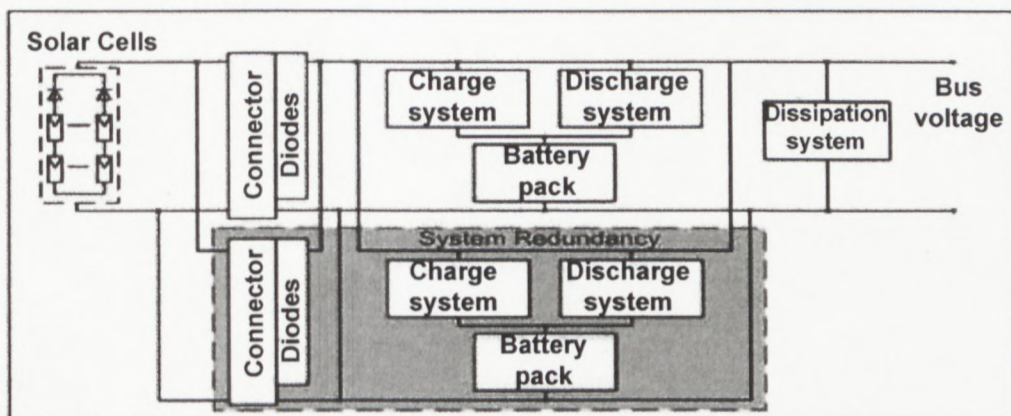 Solar Cells
Connector
Diodes
Charge
system
Discharge
system
Battery
pack
Dissipation
system
Bus
voltage
System Redundancy
Connector
Diodes
Charge
system
Discharge
system
Battery
pack